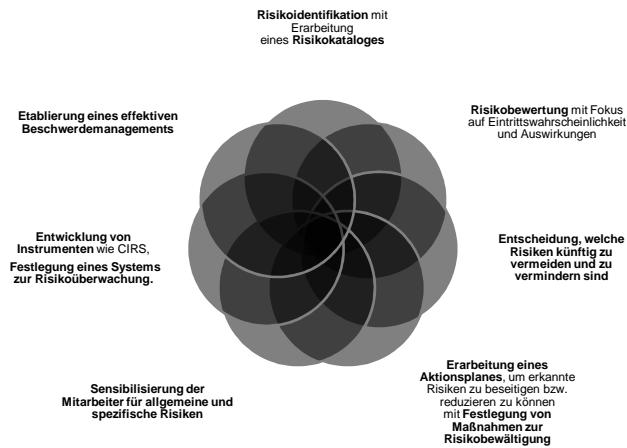 Risikoidentifikation mit
Erarbeitung
eines Risikokataloges
Risikobewertung mit Fokus
auf Eintrittswahrscheinlichkeit
und Auswirkungen
Entscheidung, welche
Risiken künftig zu
vermeiden und zu
vermindern sind
Erarbeitung eines
Aktionsplanes, um erkannte
Risiken zu beseitigen bzw.
reduzieren zu können
mit Festlegung von
Maßnahmen zur
Risikobewältigung
Sensibilisierung der
Mitarbeiter für allgemeine und
spezifische Risiken
Entwicklung von
Instrumenten wie CIRS,
Festlegung eines Systems
zur Risikoüberwachung.
Etablierung eines effektiven
Beschwerdemanagements